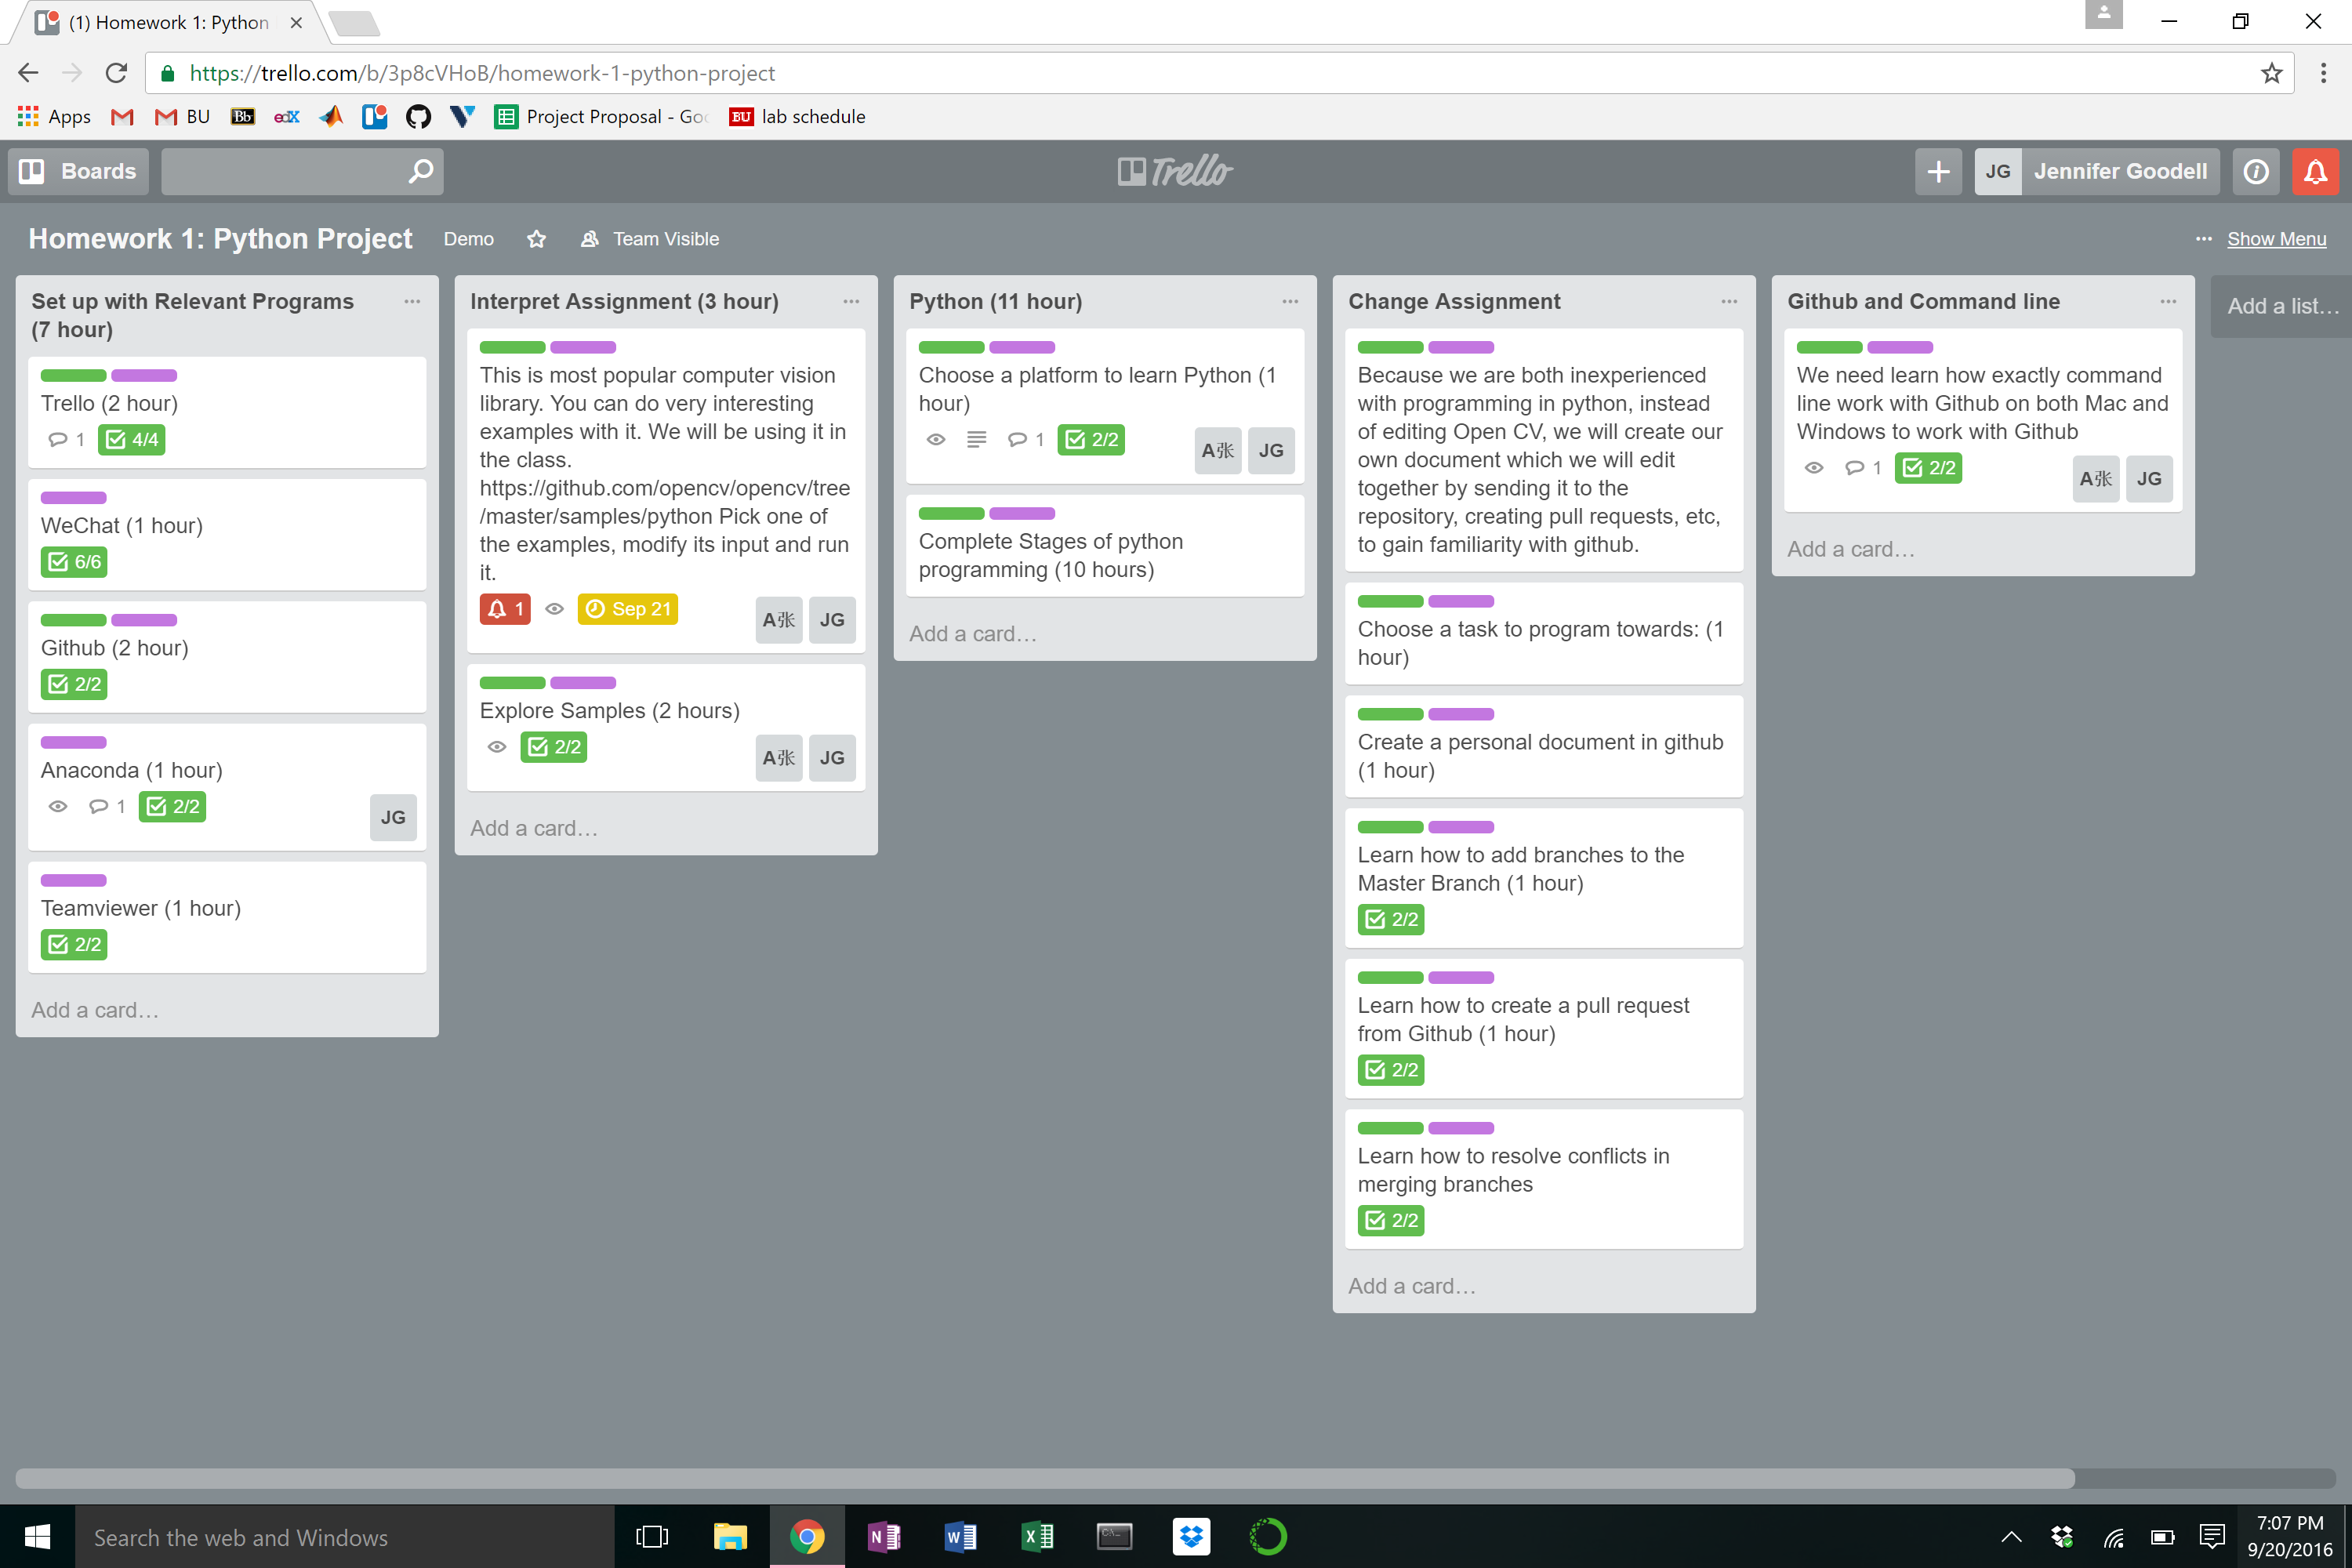 (1) Homework 1: Python
https://trello.com/b/3p8cVHoB/homework-1-python-project
Apps
BU
Bb
edX
Project Proposal - Goo
BU
lab schedule
Boards
Trello
JG
Jennifer Goodell
Homework 1: Python Project
Demo
Team Visible
Show Menu
Set up with Relevant Programs
(7 hour)
Trello (2 hour)
1
4/4
WeChat (1 hour)
6/6
Github (2 hour)
2/2
Anaconda (1 hour)
1
2/2
JG
Teamviewer (1 hour)
2/2
Add a card…
Interpret Assignment (3 hour)
This is most popular computer vision
library. You can do very interesting
examples with it. We will be using it in
the class.
https://github.com/opencv/opencv/tree
/master/samples/python Pick one of
the examples, modify its input and run
it.
1
Sep 21
A张
JG
Explore Samples (2 hours)
2/2
A张
JG
Add a card…
Python (11 hour)
Choose a platform to learn Python (1
hour)
1
2/2
A张
JG
Complete Stages of python
programming (10 hours)
Add a card…
Change Assignment
Because we are both inexperienced
with programming in python, instead
of editing Open CV, we will create our
own document which we will edit
together by sending it to the
repository, creating pull requests, etc,
to gain familiarity with github.
Choose a task to program towards: (1
hour)
Create a personal document in github
(1 hour)
Learn how to add branches to the
Master Branch (1 hour)
2/2
Learn how to create a pull request
from Github (1 hour)
2/2
Learn how to resolve conflicts in
merging branches
2/2
Add a card…
Github and Command line
We need learn how exactly command
line work with Github on both Mac and
Windows to work with Github
1
2/2
A张
JG
Add a card…
Add a list…
Search the web and Windows
7:07 PM
9/20/2016